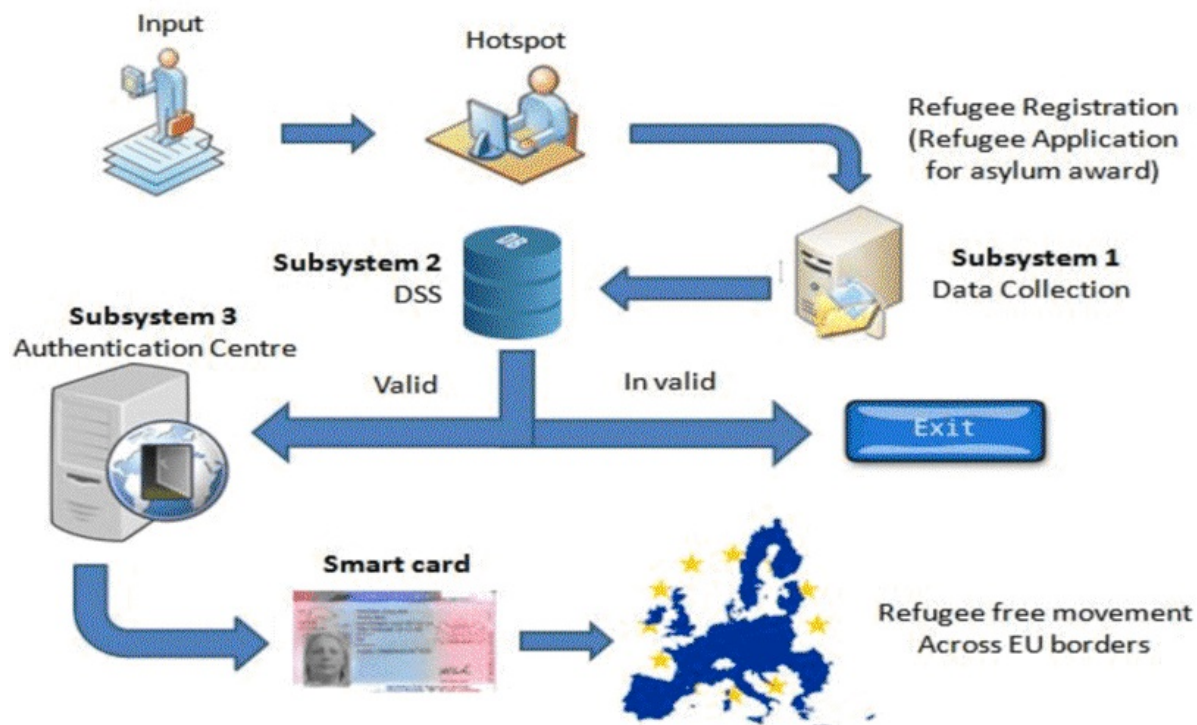 Input
Hotspot
Refugee Registration
(Refugee Application
for asylum award)
Subsystem 1
Data Collection
Subsystem 2
DSS
Subsystem 3
Authentication Centre
Valid
In valid
Exit
Smart card
Refugee free movement
Across EU borders